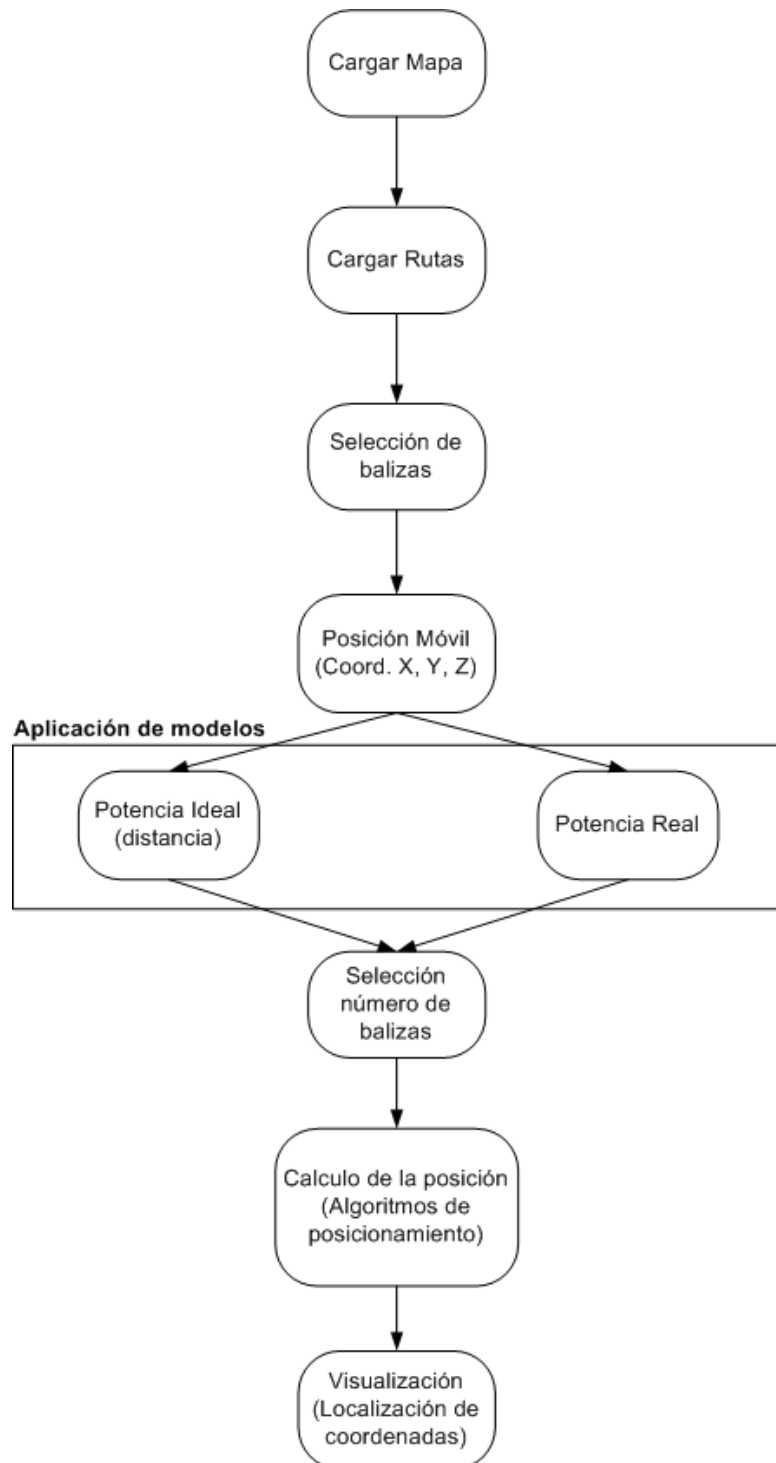 Cargar Mapa
Cargar Rutas
Selección de
balizas
Posición Móvil
(Coord. X, Y, Z)
Aplicación de modelos
Potencia Ideal
(distancia)
Potencia Real
Selección
número de
balizas
Calculo de la posición
(Algoritmos de
posicionamiento)
Visualización
(Localización de
coordenadas)